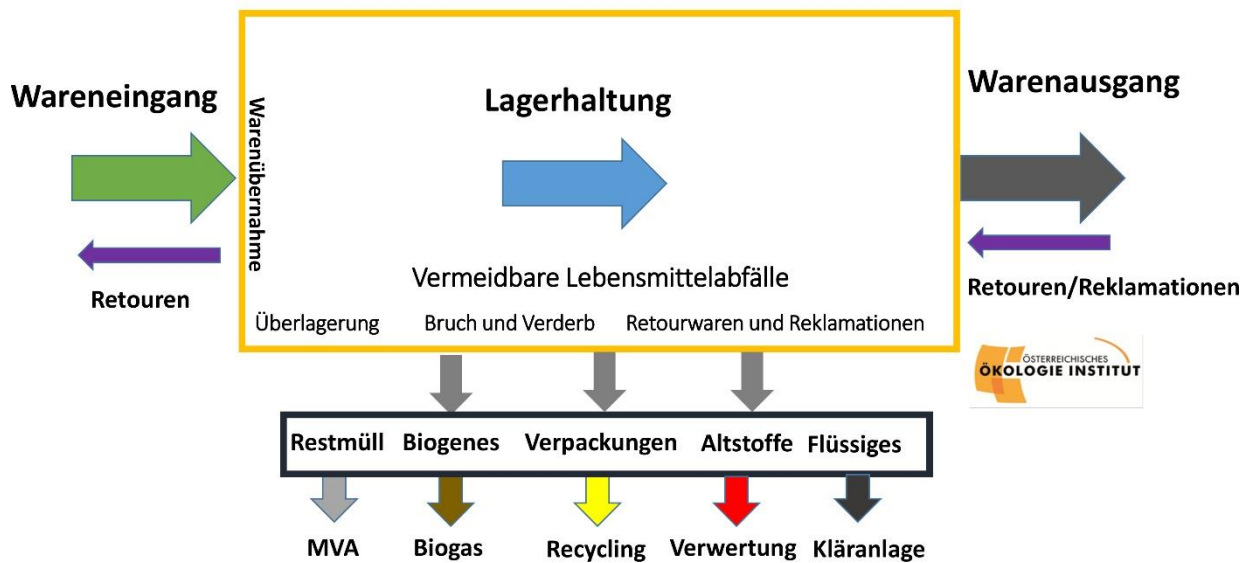 Wareneingang
Warenübernahme
Lagerhaltung
Warenausgang
Retouren
Retouren/Reklamationen
Vermeidbare Lebensmittelabfälle
Überlagerung Bruch und Verderb Retourwaren und Reklamationen
ÖSTERREICHISCHES
ÖKOLOGIE INSTITUT
Restmüll Biogenes Verpackungen Altstoffe Flüssiges
MVA Biogas Recycling Verwertung Kläranlage